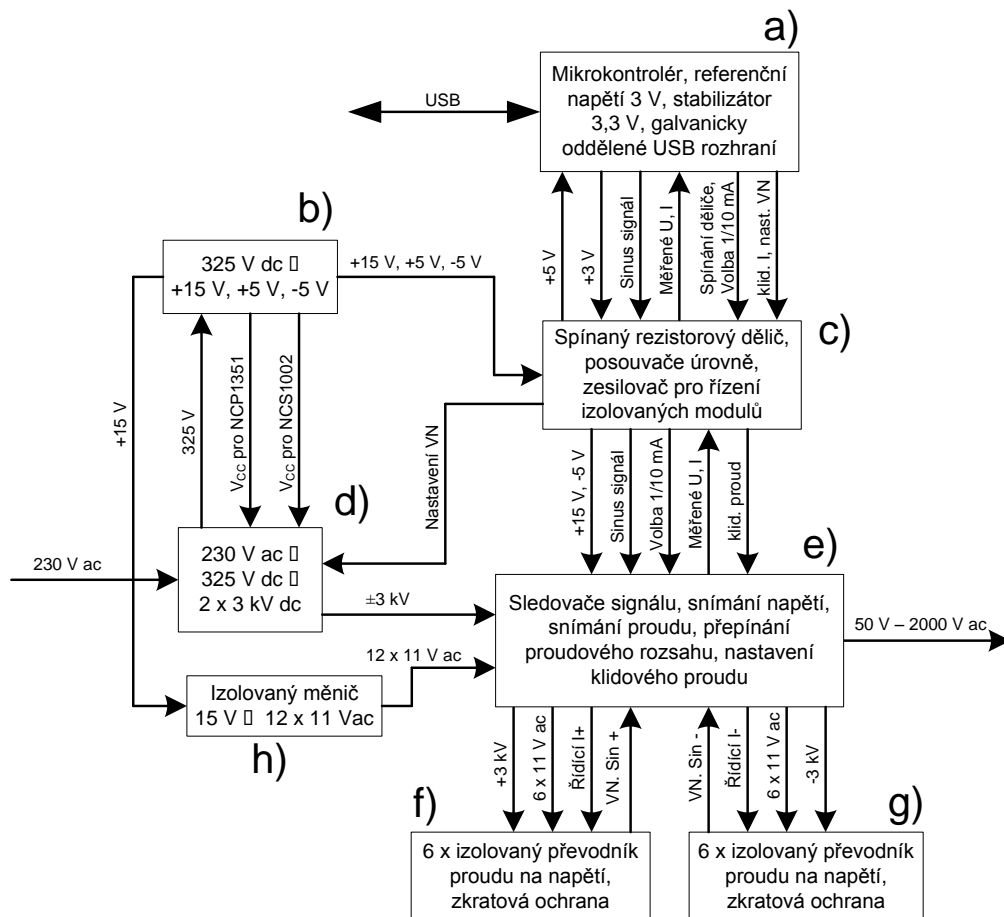 a)
Mikrokontrolér, referenční
napětí 3 V, stabilizátor
3,3 V, galvanicky
oddělené USB rozhraní
USB
+5 V
+3 V
Sinus signál
Měřené U, I
Spínání děliče,
Volba 1/10 mA
klid. I, nast. VN
b)
325 V dc ▯
+15 V, +5 V, -5 V
+15 V, +5 V, -5 V
c)
Spínaný rezistorový dělič,
posouvače úrovně,
zesilovač pro řízení
izolovaných modulů
+15 V
325 V
VCC pro NCP1351
VCC pro NCS1002
Nastavení VN
+15 V, -5 V
Sinus signál
Volba 1/10 mA
Měřené U, I
klid. proud
d)
230 V ac
230 V ac ▯
325 V dc ▯
2 x 3 kV dc
±3 kV
e)
Sledovače signálu, snímání napětí,
snímání proudu, přepínání
proudového rozsahu, nastavení
klidového proudu
50 V – 2000 V ac
12 x 11 V ac
Izolovaný měnič
15 V ▯ 12 x 11 Vac
h)
+3 kV
6 x 11 V ac
Řídící I+
VN. Sin +
VN. Sin -
Řídící I-
6 x 11 V ac
-3 kV
f)
6 x izolovaný převodník
proudu na napětí,
zkratová ochrana
g)
6 x izolovaný převodník
proudu na napětí,
zkratová ochrana